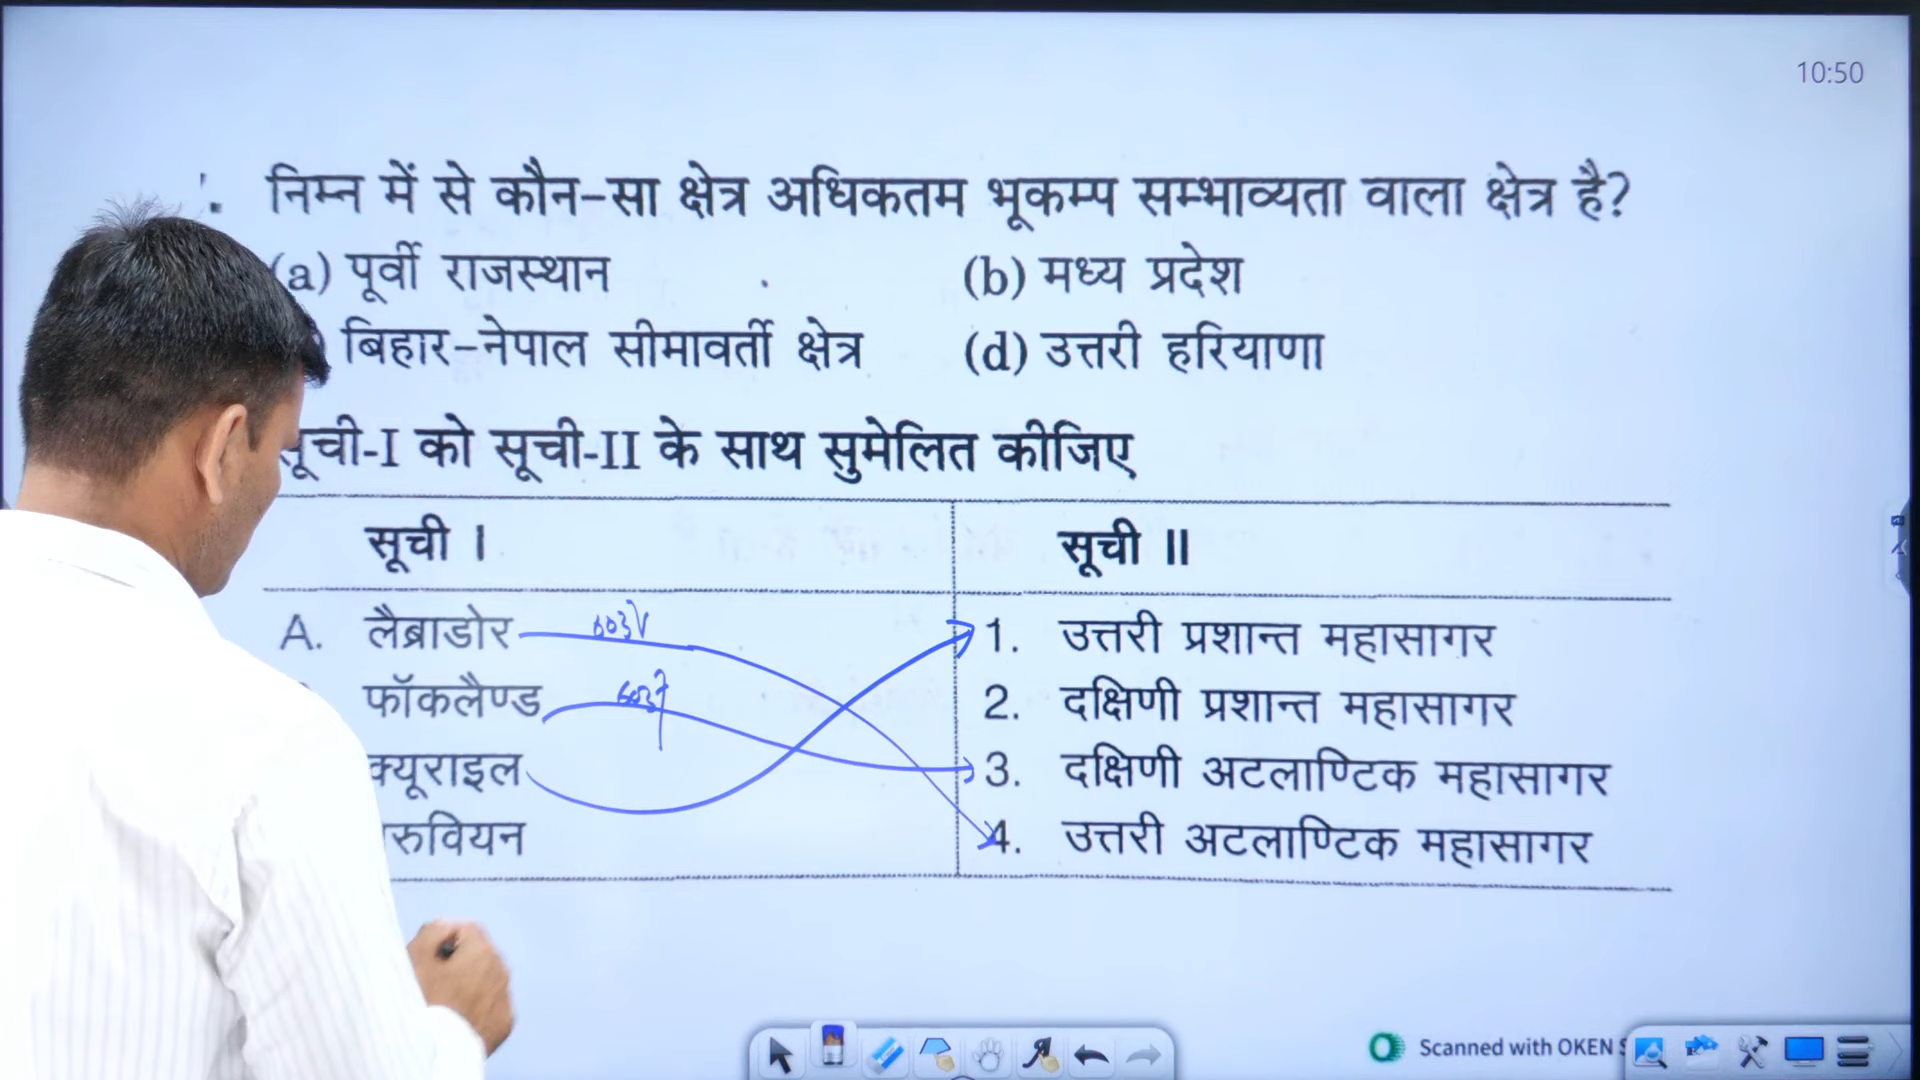 10:50
निम्न में से कौन-सा क्षेत्र अधिकतम भूकम्प सम्भाव्यता वाला क्षेत्र है?
(a) पूर्वी राजस्थान (b) मध्य प्रदेश
बिहार-नेपाल सीमावर्ती क्षेत्र (d) उत्तरी हरियाणा
सूची-I को सूची-II के साथ सुमेलित कीजिए
सूची I सूची II
A. लैब्राडोर 1. उत्तरी प्रशान्त महासागर
फॉकलैण्ड 2. दक्षिणी प्रशान्त महासागर
क्यूराइल 3. दक्षिणी अटलाण्टिक महासागर
रुवियन 4. उत्तरी अटलाण्टिक महासागर
Scanned with OKEN S